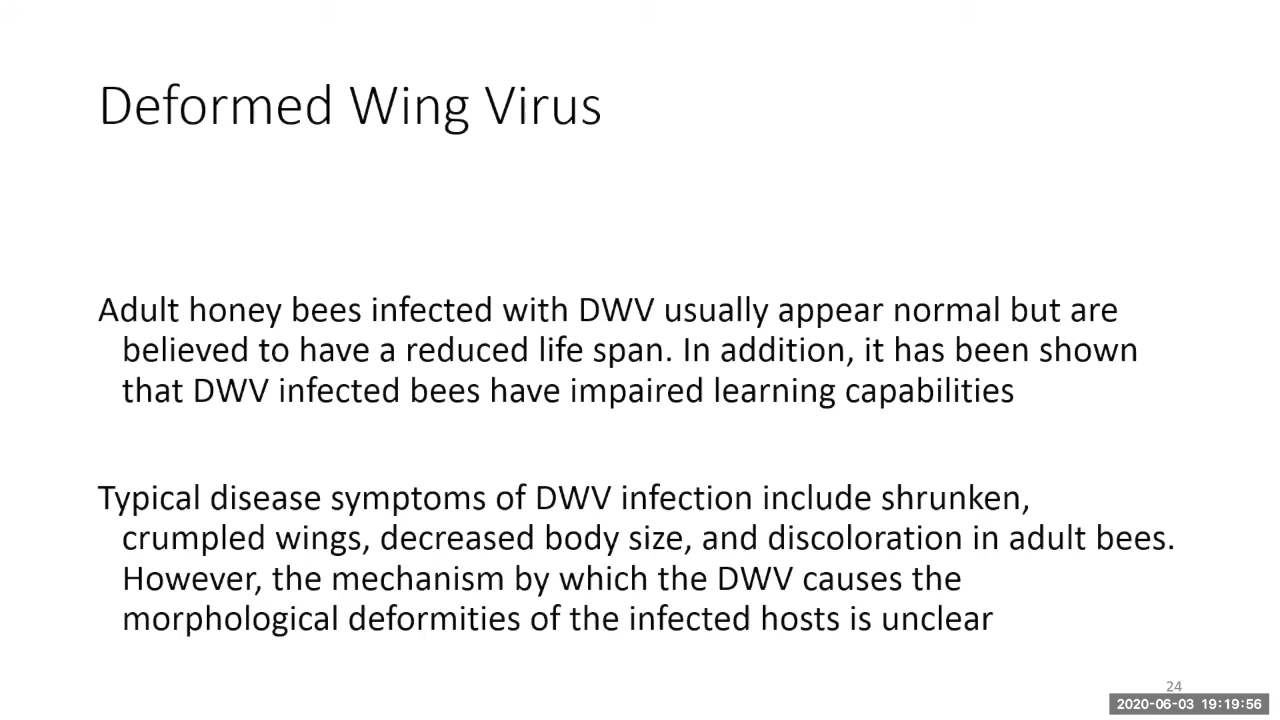 Deformed Wing Virus
Adult honey bees infected with DWV usually appear normal but are
believed to have a reduced life span. In addition, it has been shown
that DWV infected bees have impaired learning capabilities
Typical disease symptoms of DWV infection include shrunken,
crumpled wings, decreased body size, and discoloration in adult bees.
However, the mechanism by which the DWV causes the
morphological deformities of the infected hosts is unclear
24
2020-06-03 19:19:56